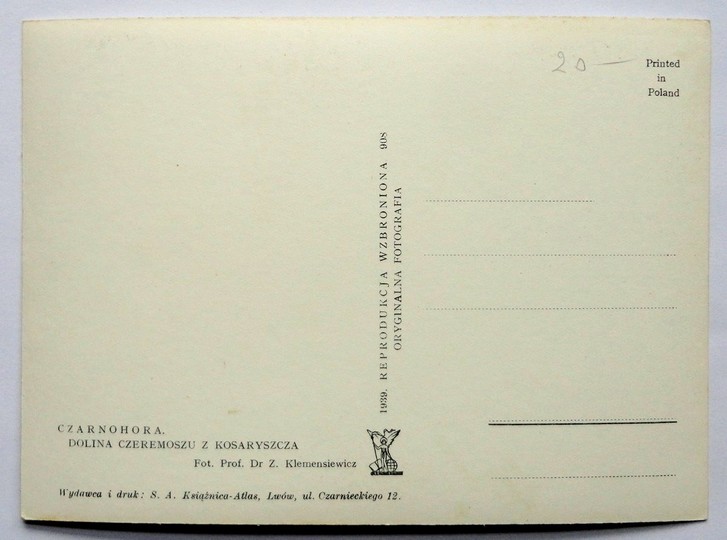 20 —
Printed
in
Poland
1939. REPRODUKCJA WZBRONIONA 908
ORYGINALNA FOTOGRAFIA
CZARNOHORA.
DOLINA CZEREMOSZU Z KOSARYSZCZA
Fot. Prof. Dr Z. Klemensiewicz
Wydawca i druk: S. A. Książnica-Atlas, Lwów, ul. Czarnieckiego 12.